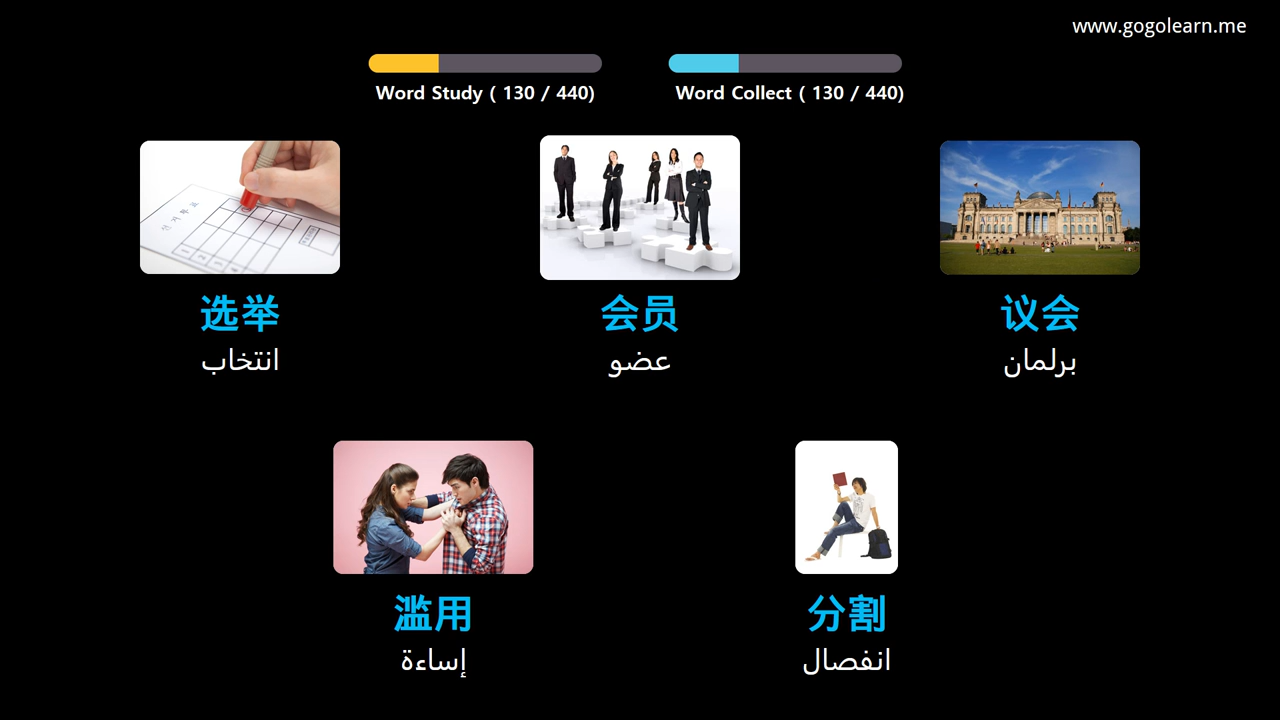 www.gogolearn.me
Word Study ( 130 / 440)
Word Collect ( 130 / 440)
选举
انتخاب
会员
عضو
议会
برلمان
滥用
إساءة
分割
انفصال